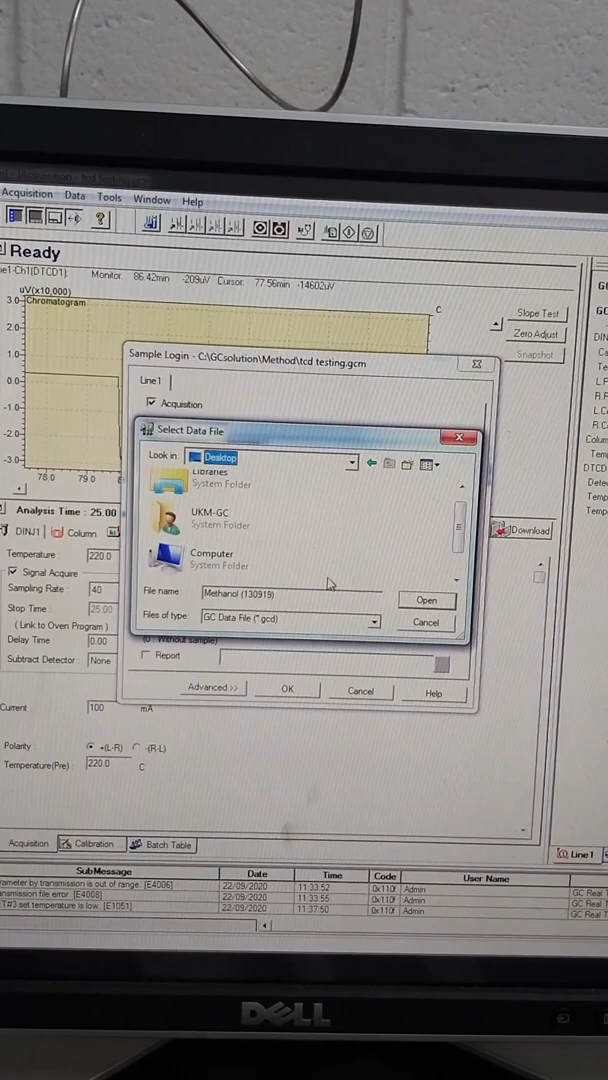 Acquisition Data Tools Window Help
Ready
e1-Ch1[DTCD1]: Monitor: 86.42min -209uV Cursor: 77.56min -14602uV
uV(x10,000)
3.0 Chromatogram
C
2.0
1.0
0.0
-1.0
-2.0
-3.0
78.0 79.0
Slope Test
Zero Adjust
Snapshot
Sample Login - C:\GCsolution\Method\tcd testing.gcm
Line1
Acquisition
Select Data File
Look in: Desktop
Libraries
System Folder
UKM-GC
System Folder
Computer
System Folder
File name: Methanol (130919) Open
Files of type: GC Data File (*.gcd) Cancel
Report
Advanced >> OK Cancel Help
Analysis Time : 25.00
Download
DINJ1 Column
Temperature : 220.0
Signal Acquire
Sampling Rate : 40
Stop Time : 25.00
( Link to Oven Program )
Delay Time : 0.00
Subtract Detector : None
Current : 100 mA
Polarity : +(L-R) -(R-L)
Temperature(Pre) : 220.0 C
Acquisition Calibration Batch Table
Line1
SubMessage Date Time Code User Name
rameter by transmission is out of range. [E4006] 22/09/2020 11:33:52 0x110f Admin GC Real T
ansmission file error. [E4008] 22/09/2020 11:33:55 0x110f Admin GC Real T
ET#3 set temperature is low. [E1051] 22/09/2020 11:37:50 0x110f Admin GC Real T
DELL